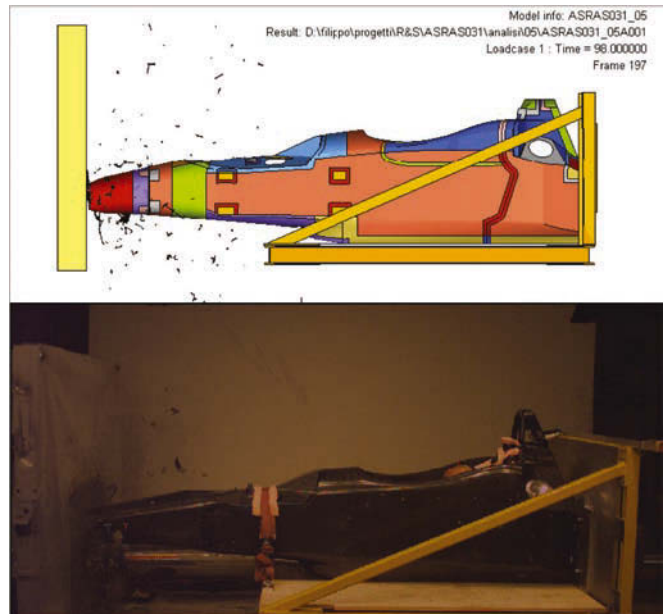 Model info: ASRAS031_05
Result: D:\filippo\progetti\R&S\ASRAS031\analisi\05\ASRAS031_05A001
Loadcase 1 : Time = 98.000000
Frame 197